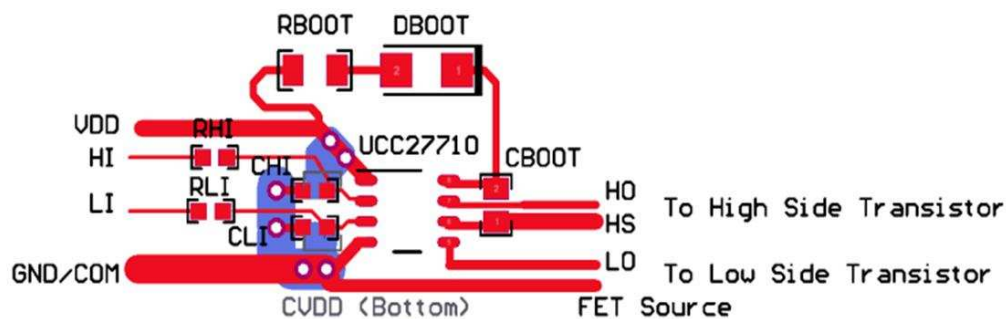 RBOOT DBOOT
2 1
VDD RHI
UCC27710
HI CHI CBOOT
2
RLI HO
LI To High Side Transistor
1 HS
CLI
LO
GND/COM To Low Side Transistor
CVDD (Bottom) FET Source